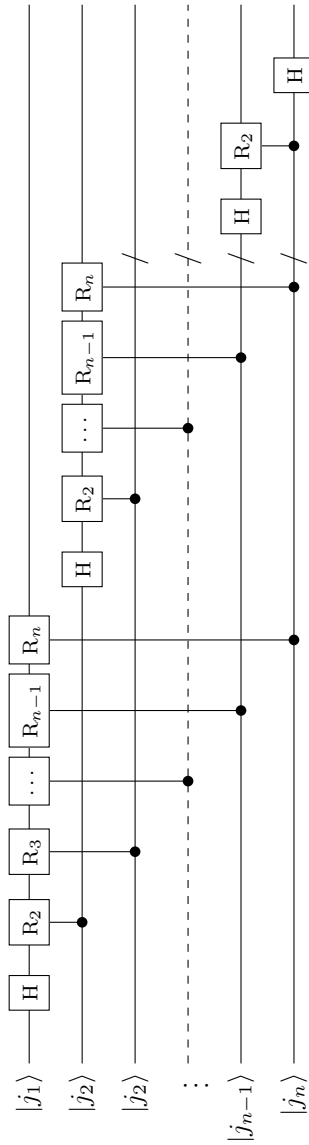 |j₁⟩ H R₂ R₃ … Rₙ₋₁ Rₙ
|j₂⟩ H R₂ … Rₙ₋₁ Rₙ
|j₂⟩
⋮
|jₙ₋₁⟩ H R₂
|jₙ⟩ H